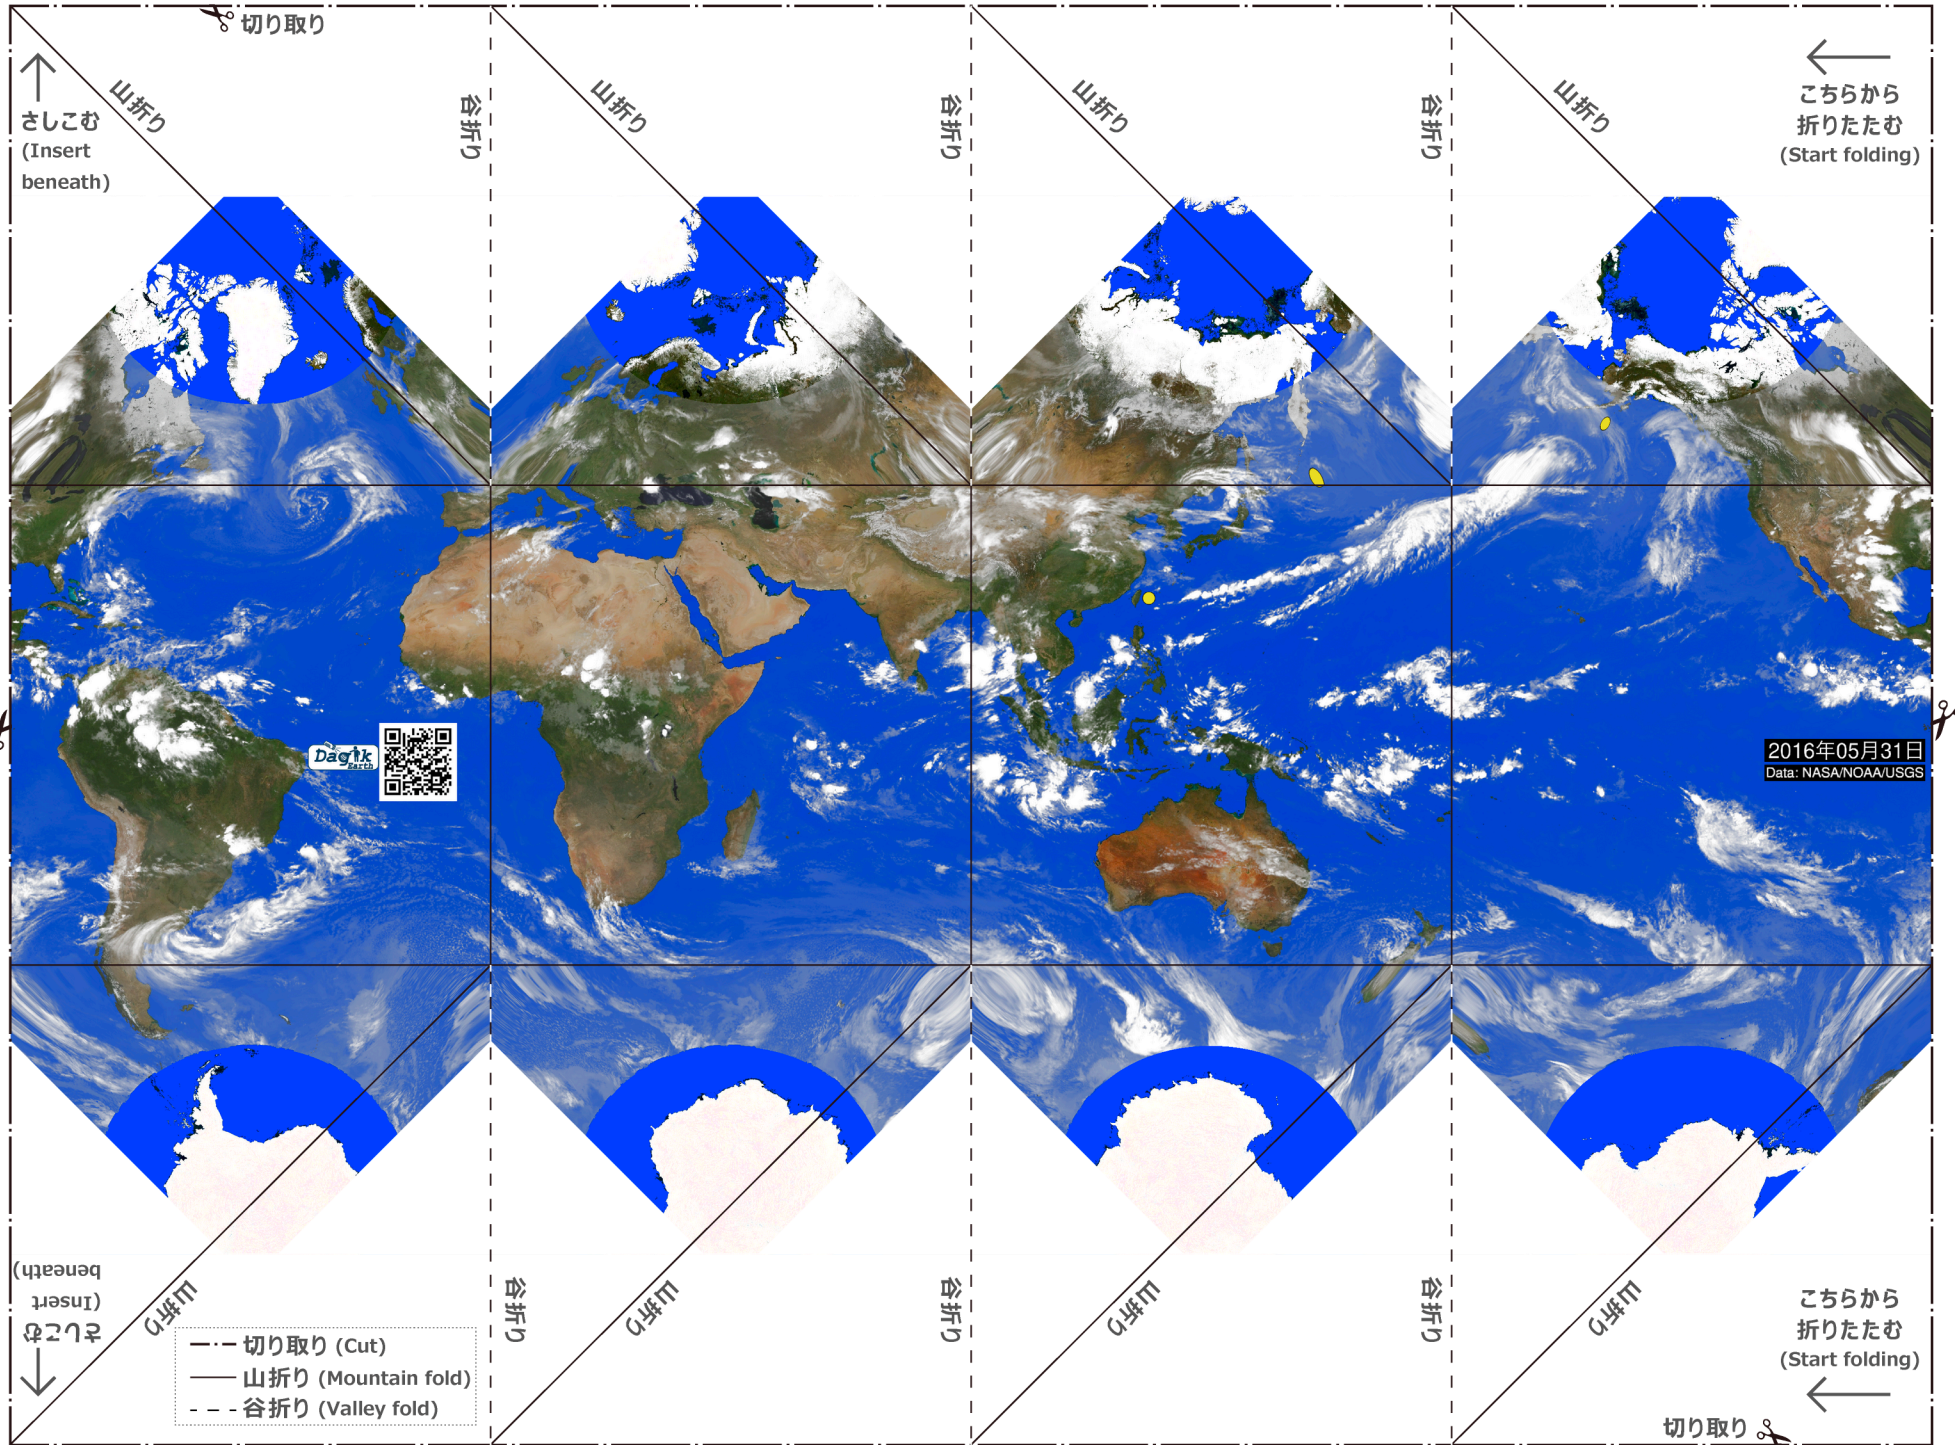 切り取り
山折り
谷折り
山折り
谷折り
山折り
谷折り
山折り
さしこむ
(Insert
beneath)
こちらから
折りたたむ
(Start folding)
Dagik
Earth
2016年05月31日
Data: NASA/NOAA/USGS
さしこむ
(Insert
beneath)
山折り
谷折り
山折り
谷折り
山折り
谷折り
山折り
こちらから
折りたたむ
(Start folding)
切り取り (Cut)
山折り (Mountain fold)
谷折り (Valley fold)
切り取り